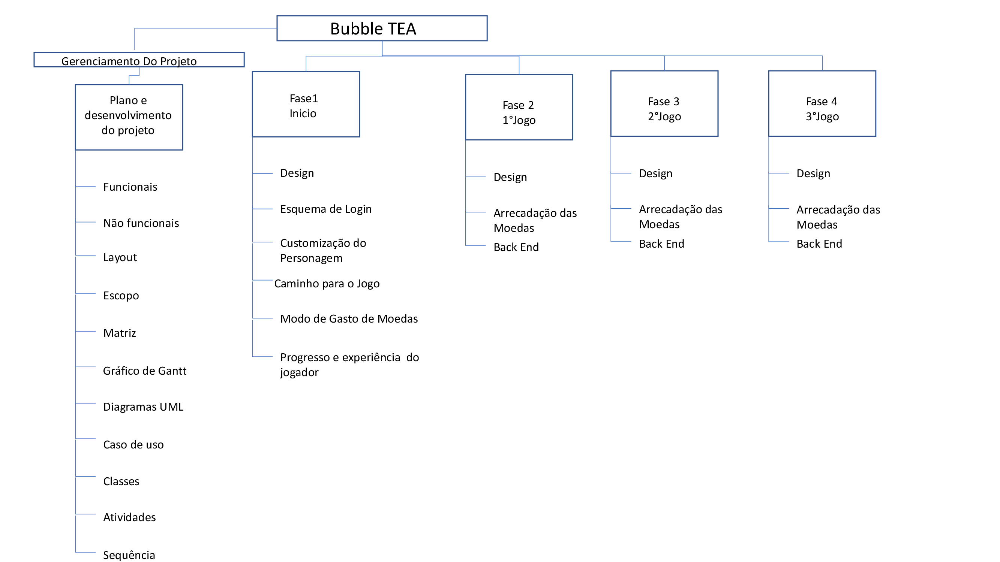 Bubble TEA
Gerenciamento Do Projeto
Plano e
desenvolvimento
do projeto
Funcionais
Não funcionais
Layout
Escopo
Matriz
Gráfico de Gantt
Diagramas UML
Caso de uso
Classes
Atividades
Sequência
Fase1
Inicio
Design
Esquema de Login
Customização do
Personagem
Caminho para o Jogo
Modo de Gasto de Moedas
Progresso e experiência  do
jogador
Fase 2
1°Jogo
Design
Arrecadação das
Moedas
Back End
Fase 3
2°Jogo
Design
Arrecadação das
Moedas
Back End
Fase 4
3°Jogo
Design
Arrecadação das
Moedas
Back End